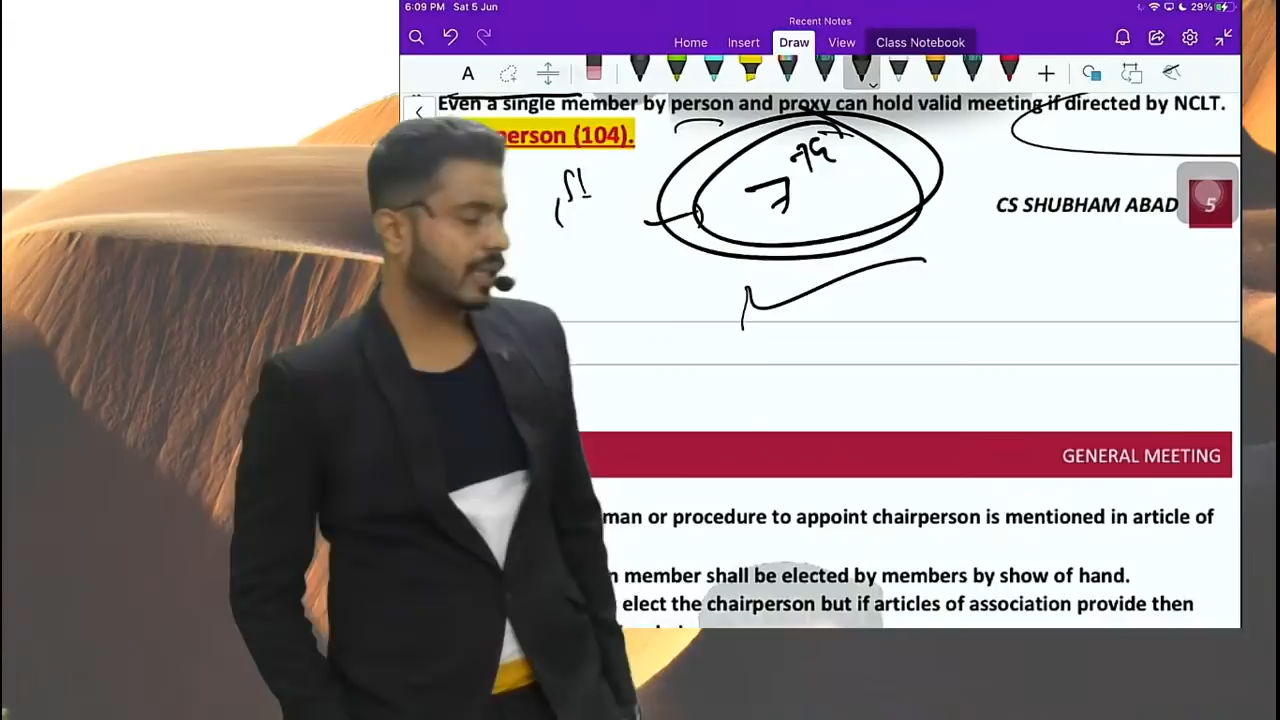 6:09 PM Sat 5 Jun
29%
Recent Notes
Home Insert Draw View Class Notebook
A
Even a single member by person and proxy can hold valid meeting if directed by NCLT.
erson (104).
CS SHUBHAM ABAD 5
GENERAL MEETING
man or procedure to appoint chairperson is mentioned in article of
member shall be elected by members by show of hand.
elect the chairperson but if articles of association provide then